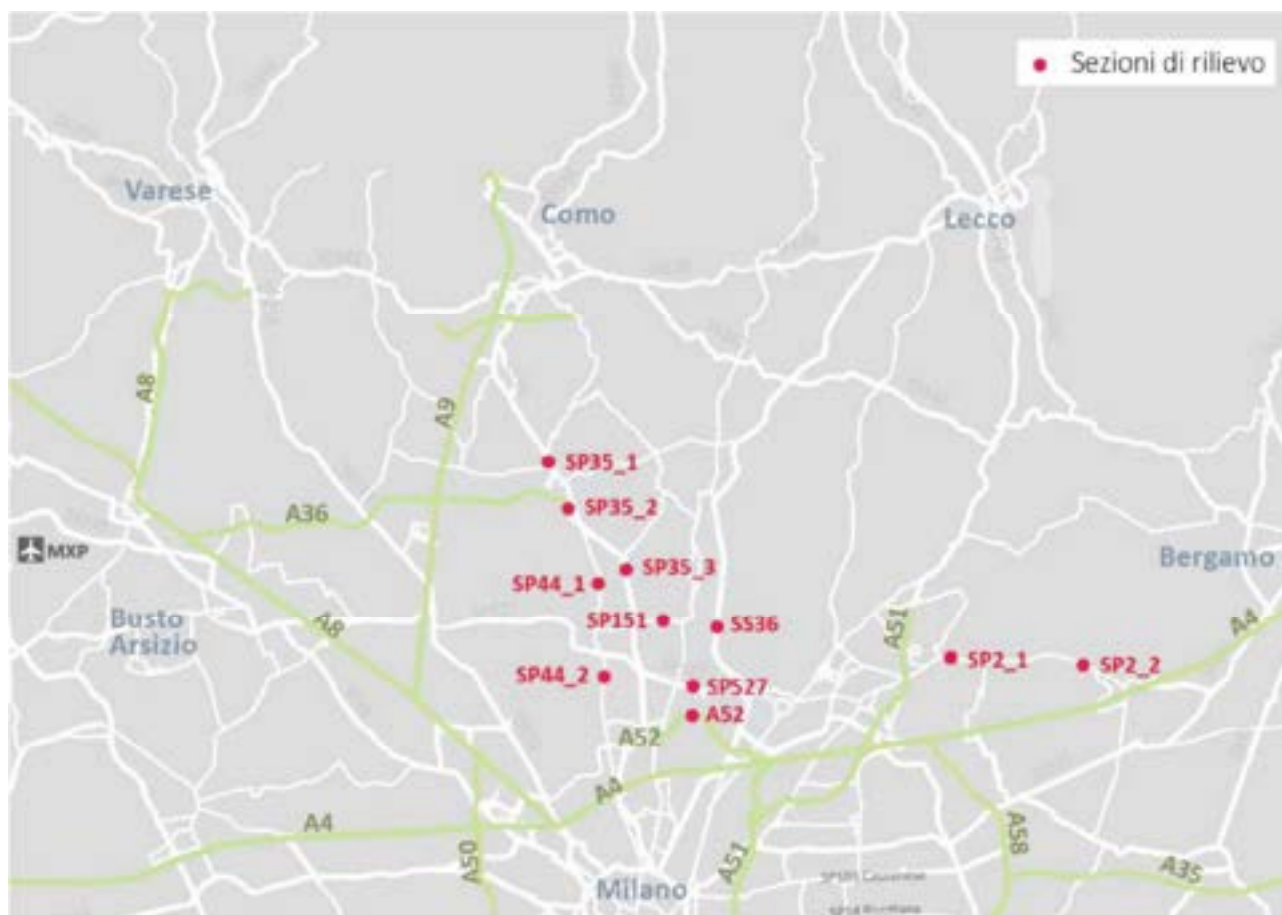 Sezioni di rilievo
Varese
Como
Lecco
A8
A9
SP35_1
A36
SP35_2
MXP
SP35_3
Bergamo
SP44_1
Busto
Arsizio
A8
SP151
SS36
A51
A4
SP2_1
SP2_2
SP44_2
SP527
A52
A52
A4
A4
A50
A51
A58
A35
Milano